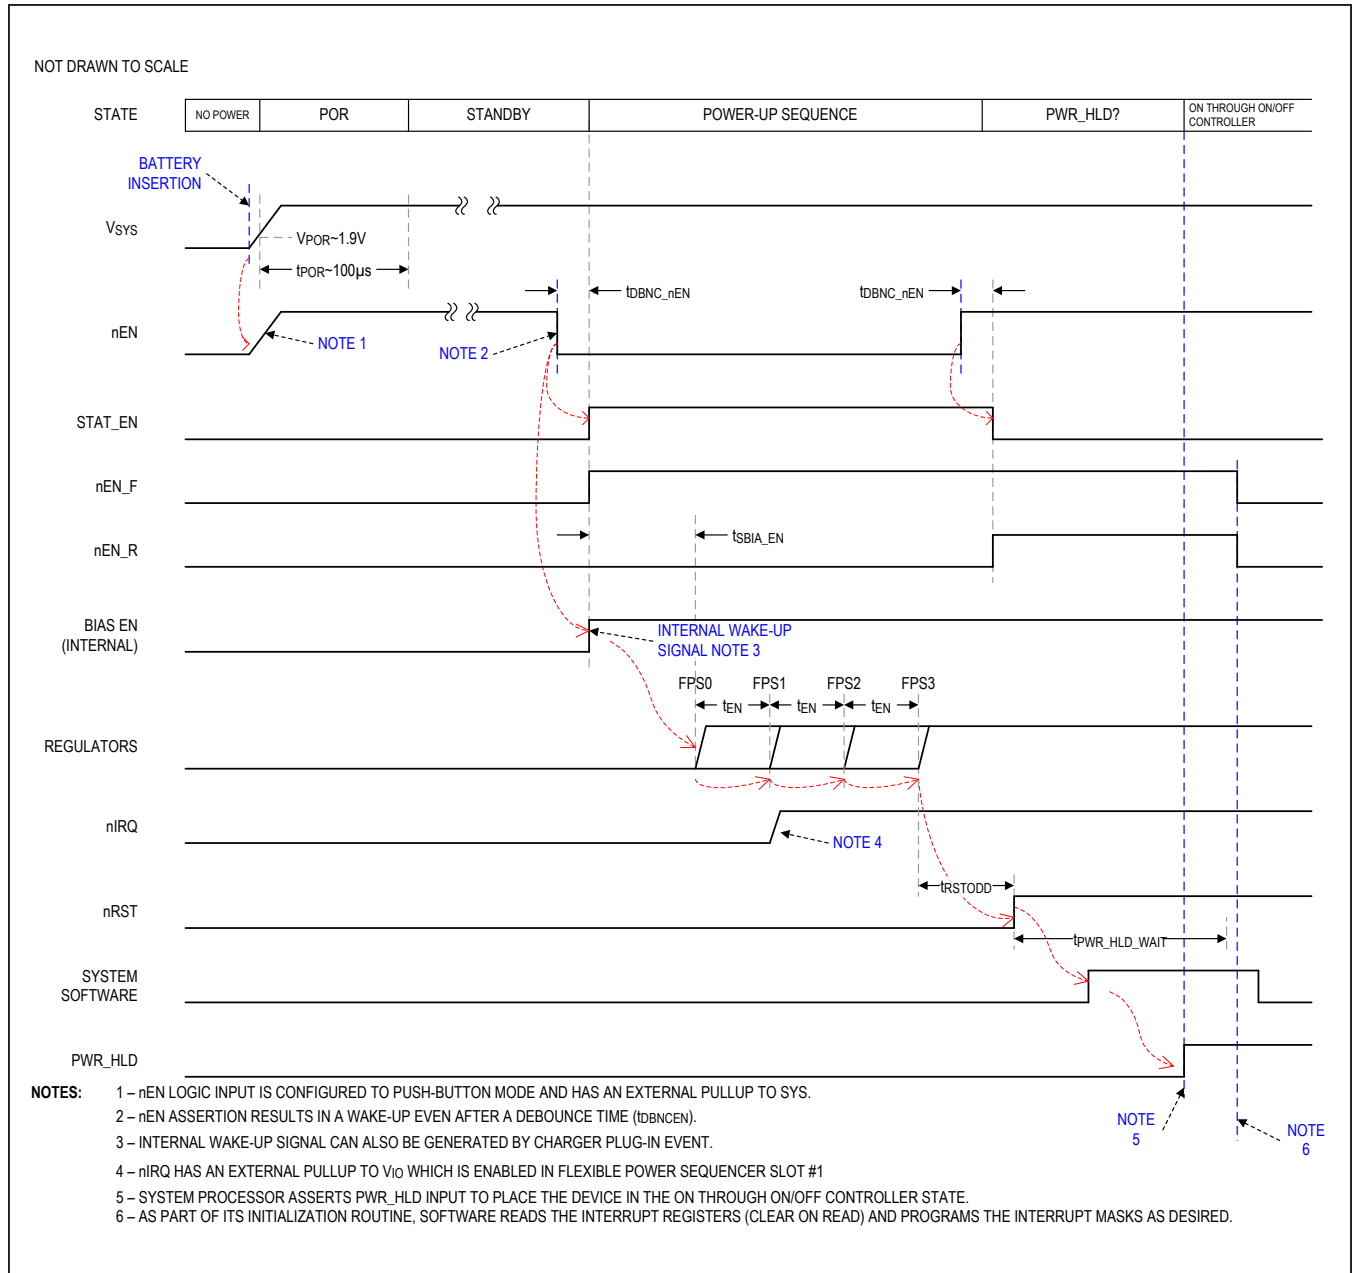 NOT DRAWN TO SCALE
STATE
NO POWER
POR
STANDBY
POWER-UP SEQUENCE
PWR_HLD?
ON THROUGH ON/OFF
CONTROLLER
BATTERY
INSERTION
VSYS
VPOR~1.9V
tPOR~100µs
tDBNC_nEN
tDBNC_nEN
nEN
NOTE 1
NOTE 2
STAT_EN
nEN_F
nEN_R
tSBIA_EN
BIAS EN
(INTERNAL)
INTERNAL WAKE-UP
SIGNAL NOTE 3
FPS0
FPS1
FPS2
FPS3
tEN
tEN
tEN
REGULATORS
nIRQ
NOTE 4
tRSTODD
nRST
tPWR_HLD_WAIT
SYSTEM
SOFTWARE
PWR_HLD
NOTE
5
NOTE
6
NOTES:
1 – nEN LOGIC INPUT IS CONFIGURED TO PUSH-BUTTON MODE AND HAS AN EXTERNAL PULLUP TO SYS.
2 – nEN ASSERTION RESULTS IN A WAKE-UP EVEN AFTER A DEBOUNCE TIME (tDBNCEN).
3 – INTERNAL WAKE-UP SIGNAL CAN ALSO BE GENERATED BY CHARGER PLUG-IN EVENT.
4 – nIRQ HAS AN EXTERNAL PULLUP TO VIO WHICH IS ENABLED IN FLEXIBLE POWER SEQUENCER SLOT #1
5 – SYSTEM PROCESSOR ASSERTS PWR_HLD INPUT TO PLACE THE DEVICE IN THE ON THROUGH ON/OFF CONTROLLER STATE.
6 – AS PART OF ITS INITIALIZATION ROUTINE, SOFTWARE READS THE INTERRUPT REGISTERS (CLEAR ON READ) AND PROGRAMS THE INTERRUPT MASKS AS DESIRED.